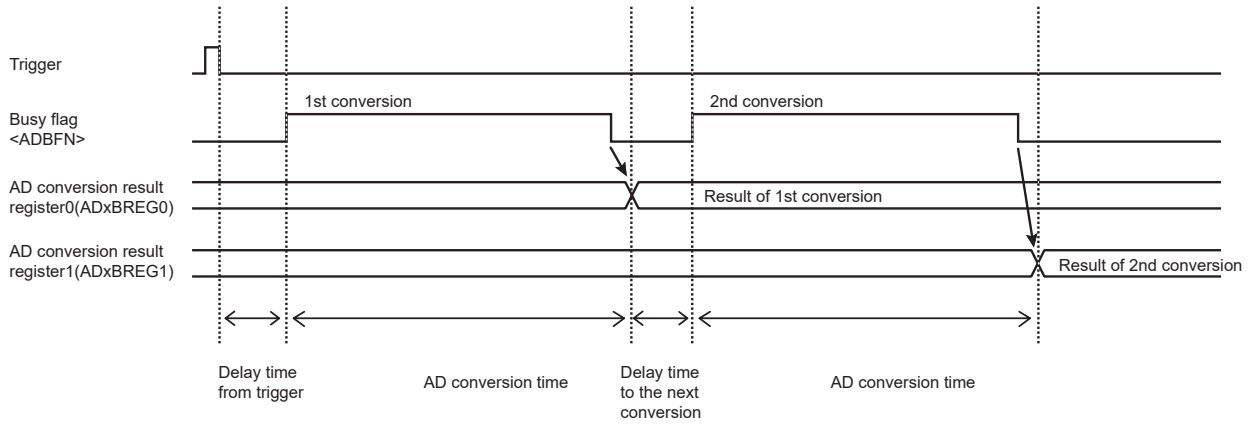 Trigger
1st conversion
2nd conversion
Busy flag
<ADBFN>
AD conversion result
register0(ADxBREG0)
Result of 1st conversion
AD conversion result
register1(ADxBREG1)
Result of 2nd conversion
Delay time
from trigger
AD conversion time
Delay time
to the next
conversion
AD conversion time